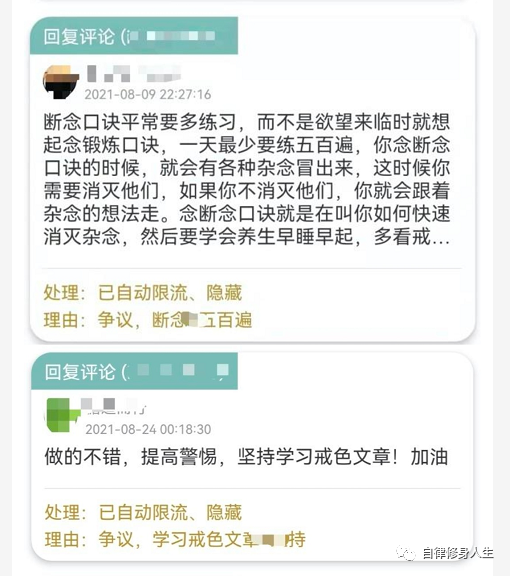 回复评论 (
2021-08-09 22:27:16
断念口诀平常要多练习，而不是欲望来临时就想
起念锻炼口诀，一天最少要练五百遍，你念断念
口诀的时候，就会有各种杂念冒出来，这时候你
需要消灭他们，如果你不消灭他们，你就会跟着
杂念的想法走。念断念口诀就是在叫你如何快速
消灭杂念，然后要学会养生早睡早起，多看戒...
处理：已自动限流、隐藏
理由：争议，断念五百遍
回复评论 (
2021-08-24 00:18:30
做的不错，提高警惕，坚持学习戒色文章！加油
处理：已自动限流、隐藏
理由：争议，学习戒色文章持
自律修身人生